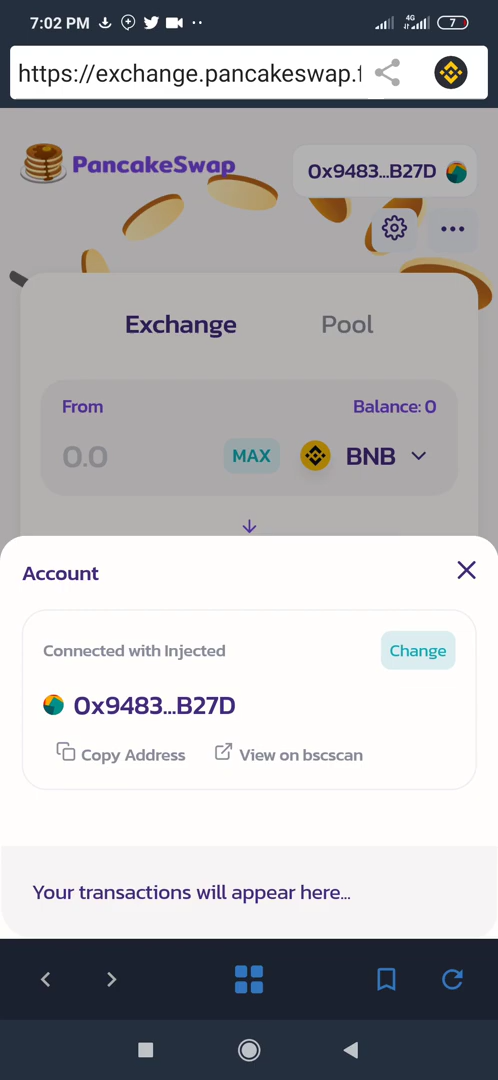 7:02 PM
4G
7
https://exchange.pancakeswap.f
PancakeSwap
0x9483...B27D
Exchange
Pool
From
Balance: 0
0.0
MAX
BNB
Account
Connected with Injected
Change
0x9483...B27D
Copy Address
View on bscscan
Your transactions will appear here...